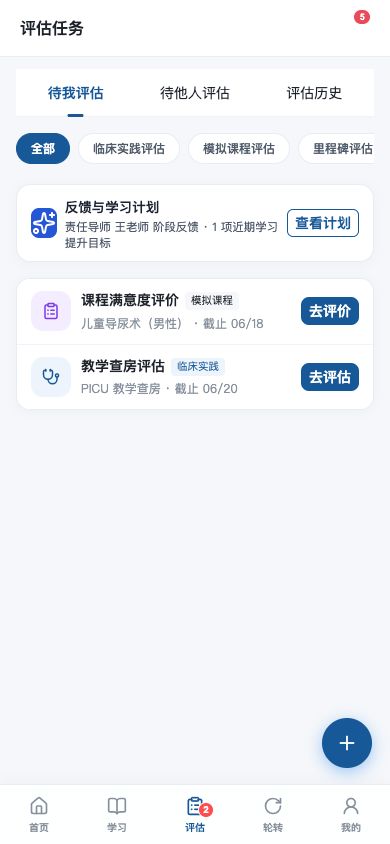 评估任务
5
待我评估
待他人评估
评估历史
全部
临床实践评估
模拟课程评估
里程碑评估
反馈与学习计划
责任导师 王老师 阶段反馈 · 1 项近期学习
提升目标
查看计划
课程满意度评价 模拟课程
儿童导尿术（男性） · 截止 06/18
去评价
教学查房评估 临床实践
PICU 教学查房 · 截止 06/20
去评估
2
首页
学习
评估
轮转
我的